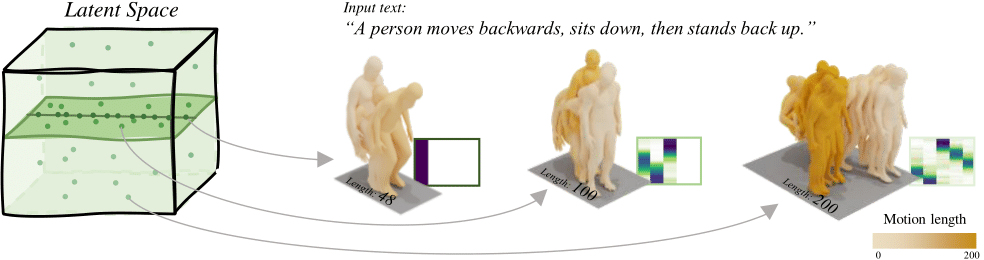 Latent Space
Input text:
“A person moves backwards, sits down, then stands back up.”
Length: 48
Length: 100
Length: 200
Motion length
0 200